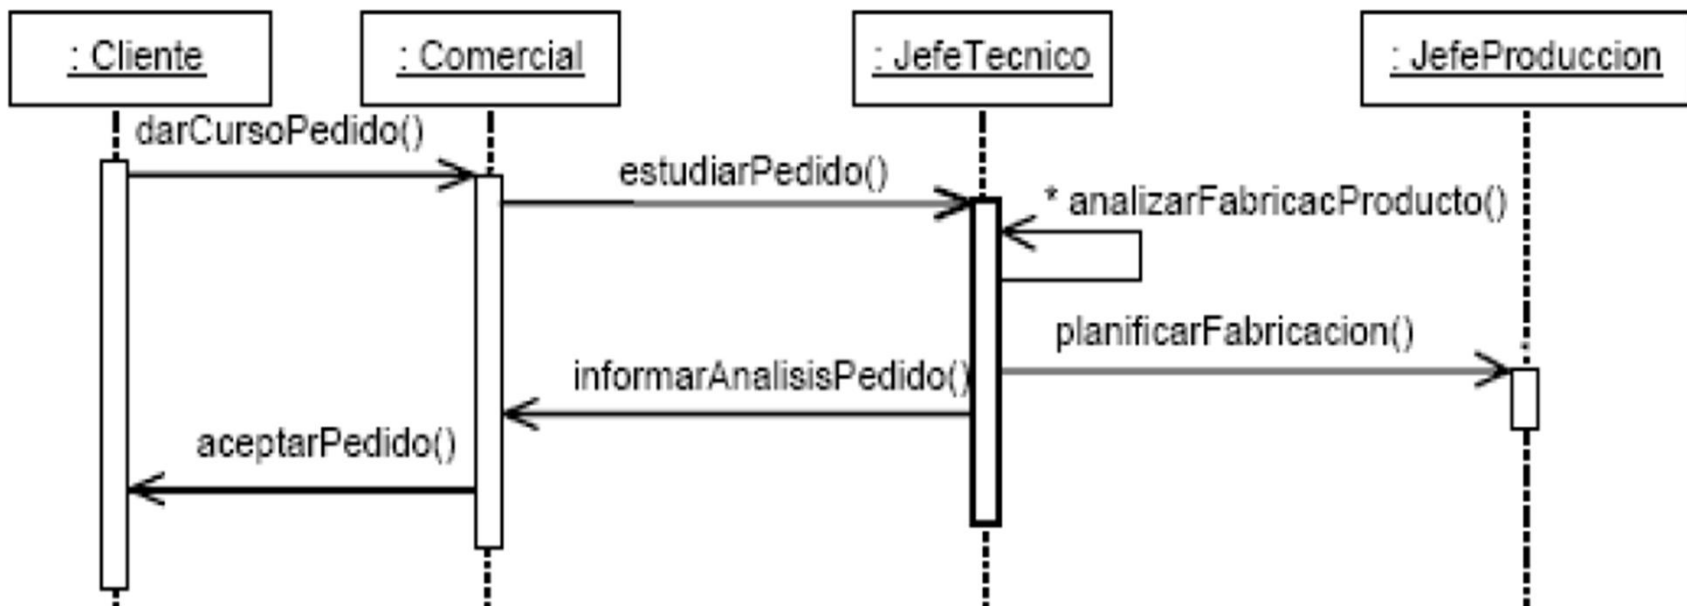 : Cliente
: Comercial
: JefeTecnico
: JefeProduccion
darCursoPedido()
estudiarPedido()
* analizarFabricacProducto()
planificarFabricacion()
informarAnalisisPedido()
aceptarPedido()